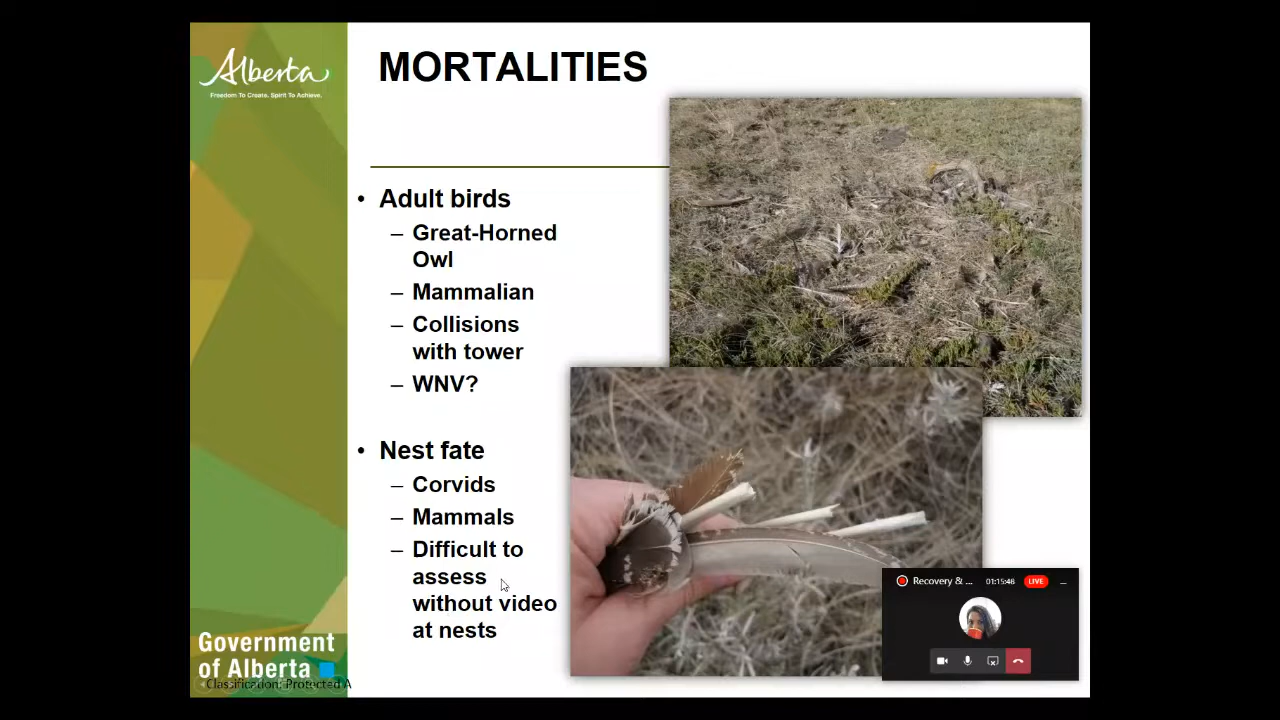 Alberta
Freedom To Create. Spirit To Achieve.
MORTALITIES
• Adult birds
– Great-Horned
Owl
– Mammalian
– Collisions
with tower
– WNV?
• Nest fate
– Corvids
– Mammals
– Difficult to
assess
without video
at nests
Government
of Alberta
Classification: Protected A
Recovery & ... 01:15:46 LIVE